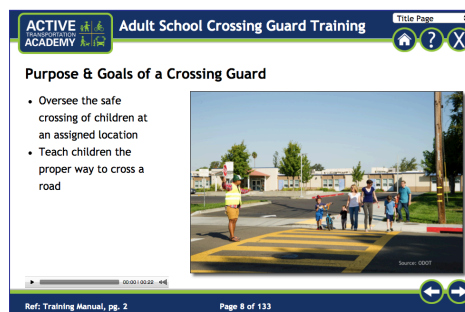 ACTIVE
TRANSPORTATION
ACADEMY
Adult School Crossing Guard Training
Title Page
?
X
Purpose & Goals of a Crossing Guard
• Oversee the safe
crossing of children at
an assigned location
• Teach children the
proper way to cross a
road
Source: ODOT
00:00 | 00:22
Ref: Training Manual, pg. 2
Page 8 of 133